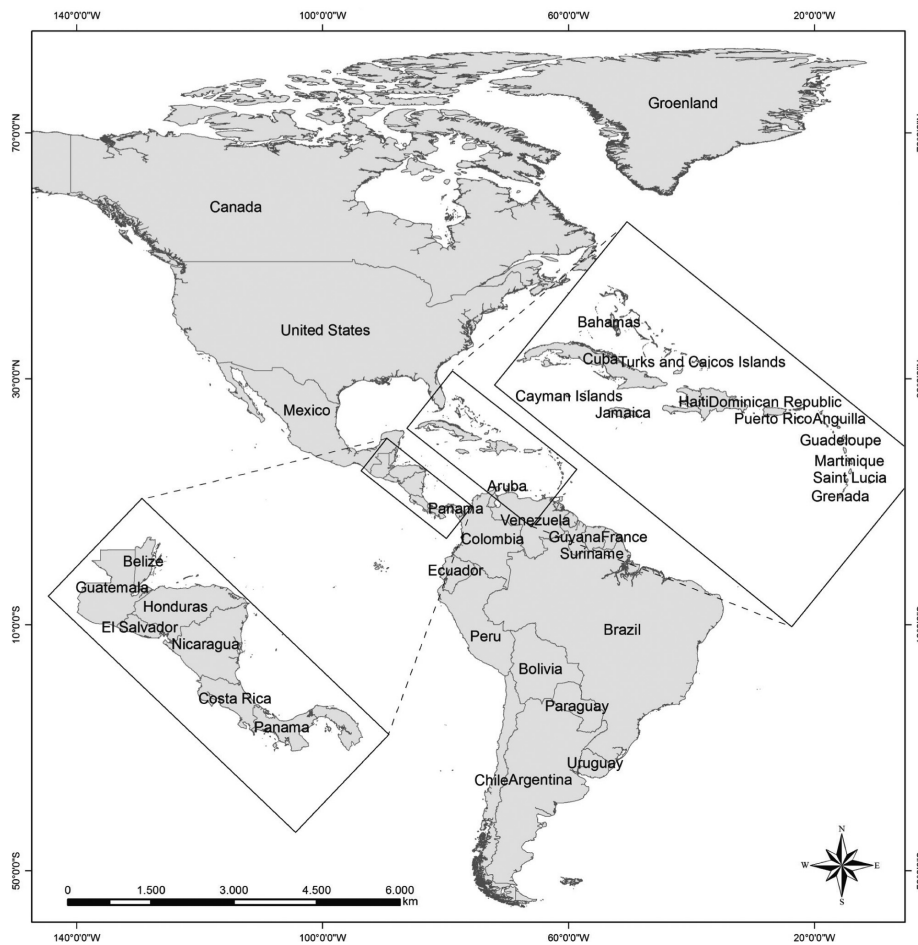 140°0'0"W 100°0'0"W 60°0'0"W 20°0'0"W
70°0'0"N
Groenland
Canada
United States
Bahamas
Cuba Turks and Caicos Islands
30°0'0"N
Cayman Islands
Haiti Dominican Republic
Mexico
Jamaica
Puerto Rico Anguilla
Guadeloupe
Martinique
Saint Lucia
Grenada
Aruba
Panama
Venezuela
Colombia
Guyana France
Suriname
Ecuador
Belize
Guatemala
Honduras
El Salvador
Nicaragua
10°0'0"S
Peru
Brazil
Bolivia
Costa Rica
Paraguay
Panama
Uruguay
Chile Argentina
N
W E
S
50°0'0"S
0 1.500 3.000 4.500 6.000
km
140°0'0"W 100°0'0"W 60°0'0"W 20°0'0"W